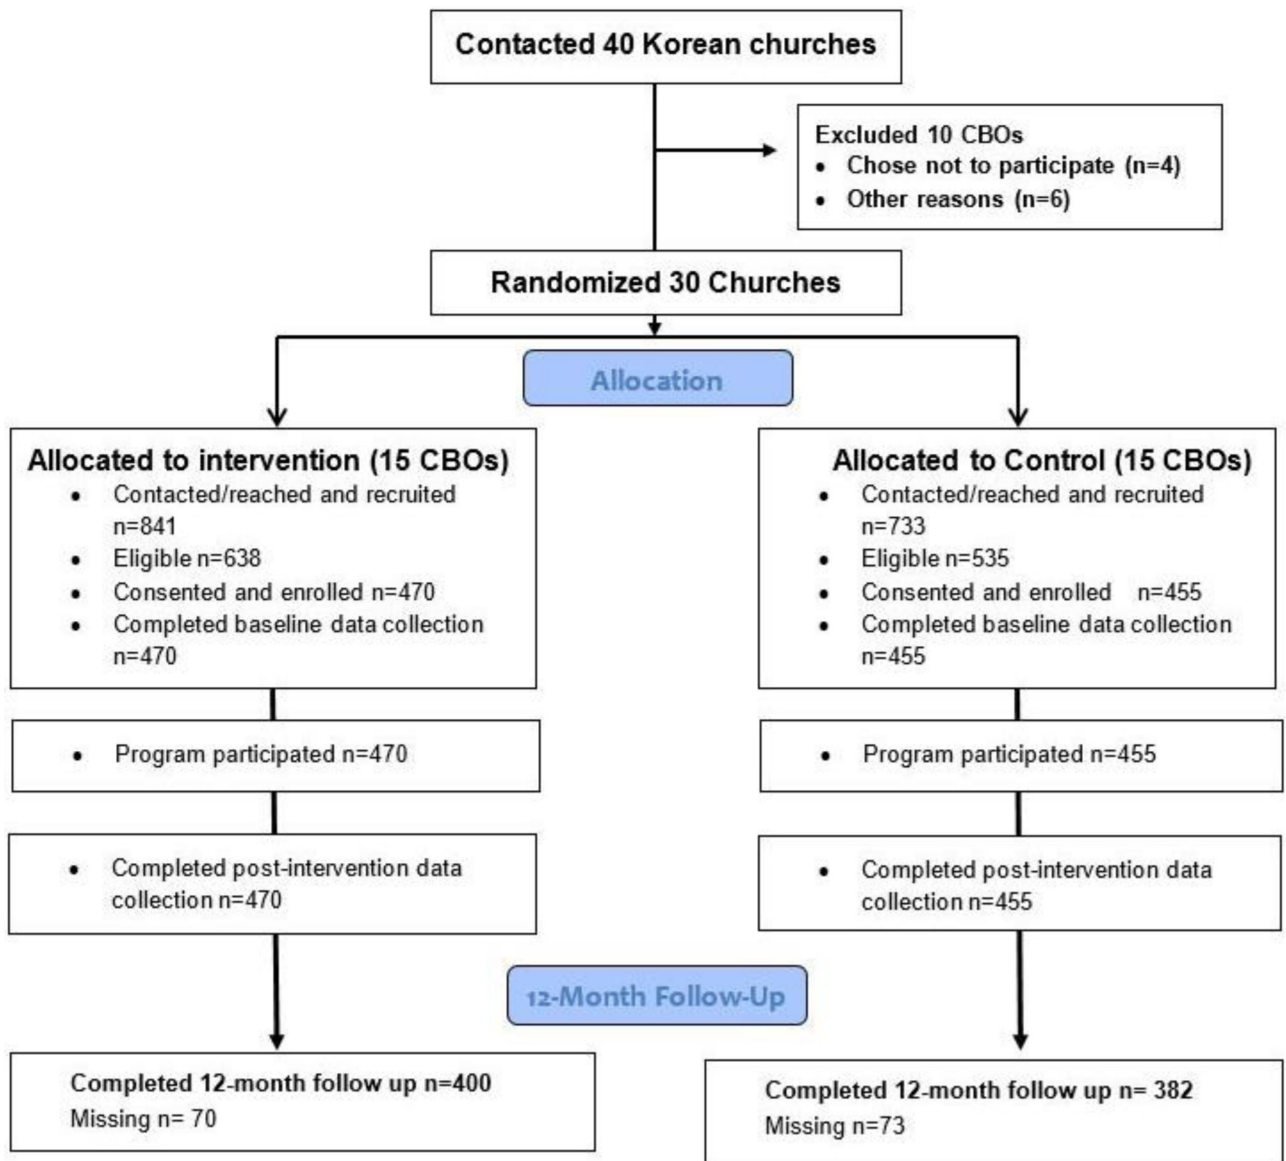 Contacted 40 Korean churches
Excluded 10 CBOs
• Chose not to participate (n=4)
• Other reasons (n=6)
Randomized 30 Churches
Allocation
Allocated to intervention (15 CBOs)
• Contacted/reached and recruited
n=841
• Eligible n=638
• Consented and enrolled n=470
• Completed baseline data collection
n=470
Allocated to Control (15 CBOs)
• Contacted/reached and recruited
n=733
• Eligible n=535
• Consented and enrolled n=455
• Completed baseline data collection
n=455
• Program participated n=470
• Program participated n=455
• Completed post-intervention data
collection n=470
• Completed post-intervention data
collection n=455
12-Month Follow-Up
Completed 12-month follow up n=400
Missing n= 70
Completed 12-month follow up n= 382
Missing n=73